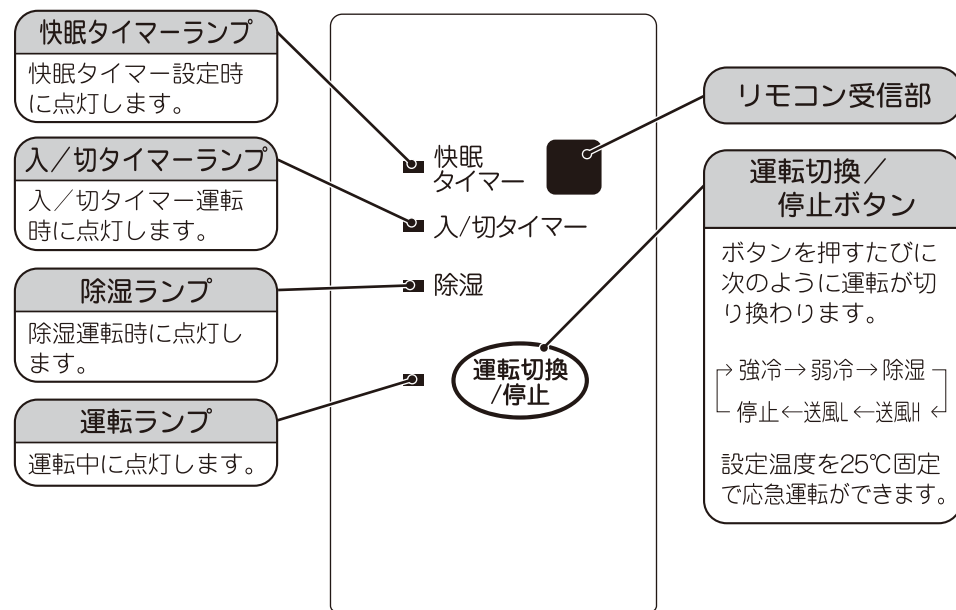 快眠タイマーランプ
快眠タイマー設定時
に点灯します。
入／切タイマーランプ
入／切タイマー運転
時に点灯します。
除湿ランプ
除湿運転時に点灯し
ます。
運転ランプ
運転中に点灯します。
快眠
タイマー
入/切タイマー
除湿
運転切換
/停止
リモコン受信部
運転切換／
停止ボタン
ボタンを押すたびに
次のように運転が切
り換わります。
→強冷→弱冷→除湿
停止←送風L←送風H←
設定温度を25℃固定
で応急運転ができます。